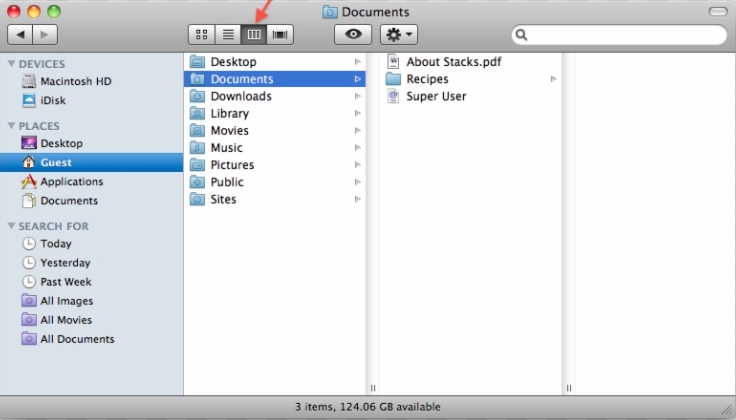 Documents
DEVICES
Macintosh HD
iDisk
PLACES
Desktop
Guest
Applications
Documents
SEARCH FOR
Today
Yesterday
Past Week
All Images
All Movies
All Documents
Desktop
Documents
Downloads
Library
Movies
Music
Pictures
Public
Sites
About Stacks.pdf
Recipes
Super User
3 items, 124.06 GB available